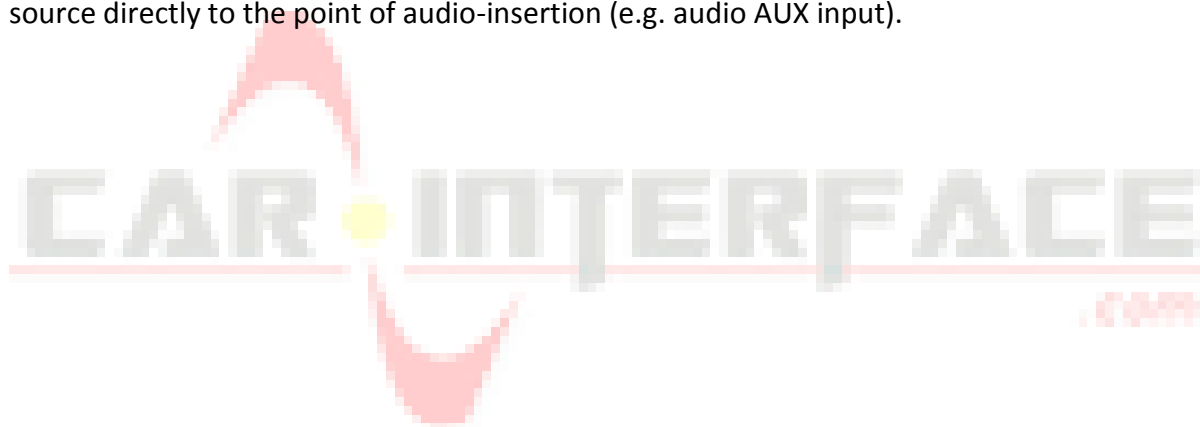 source directly to the point of audio-insertion (e.g. audio AUX input).
CAR INTERFACE
.com